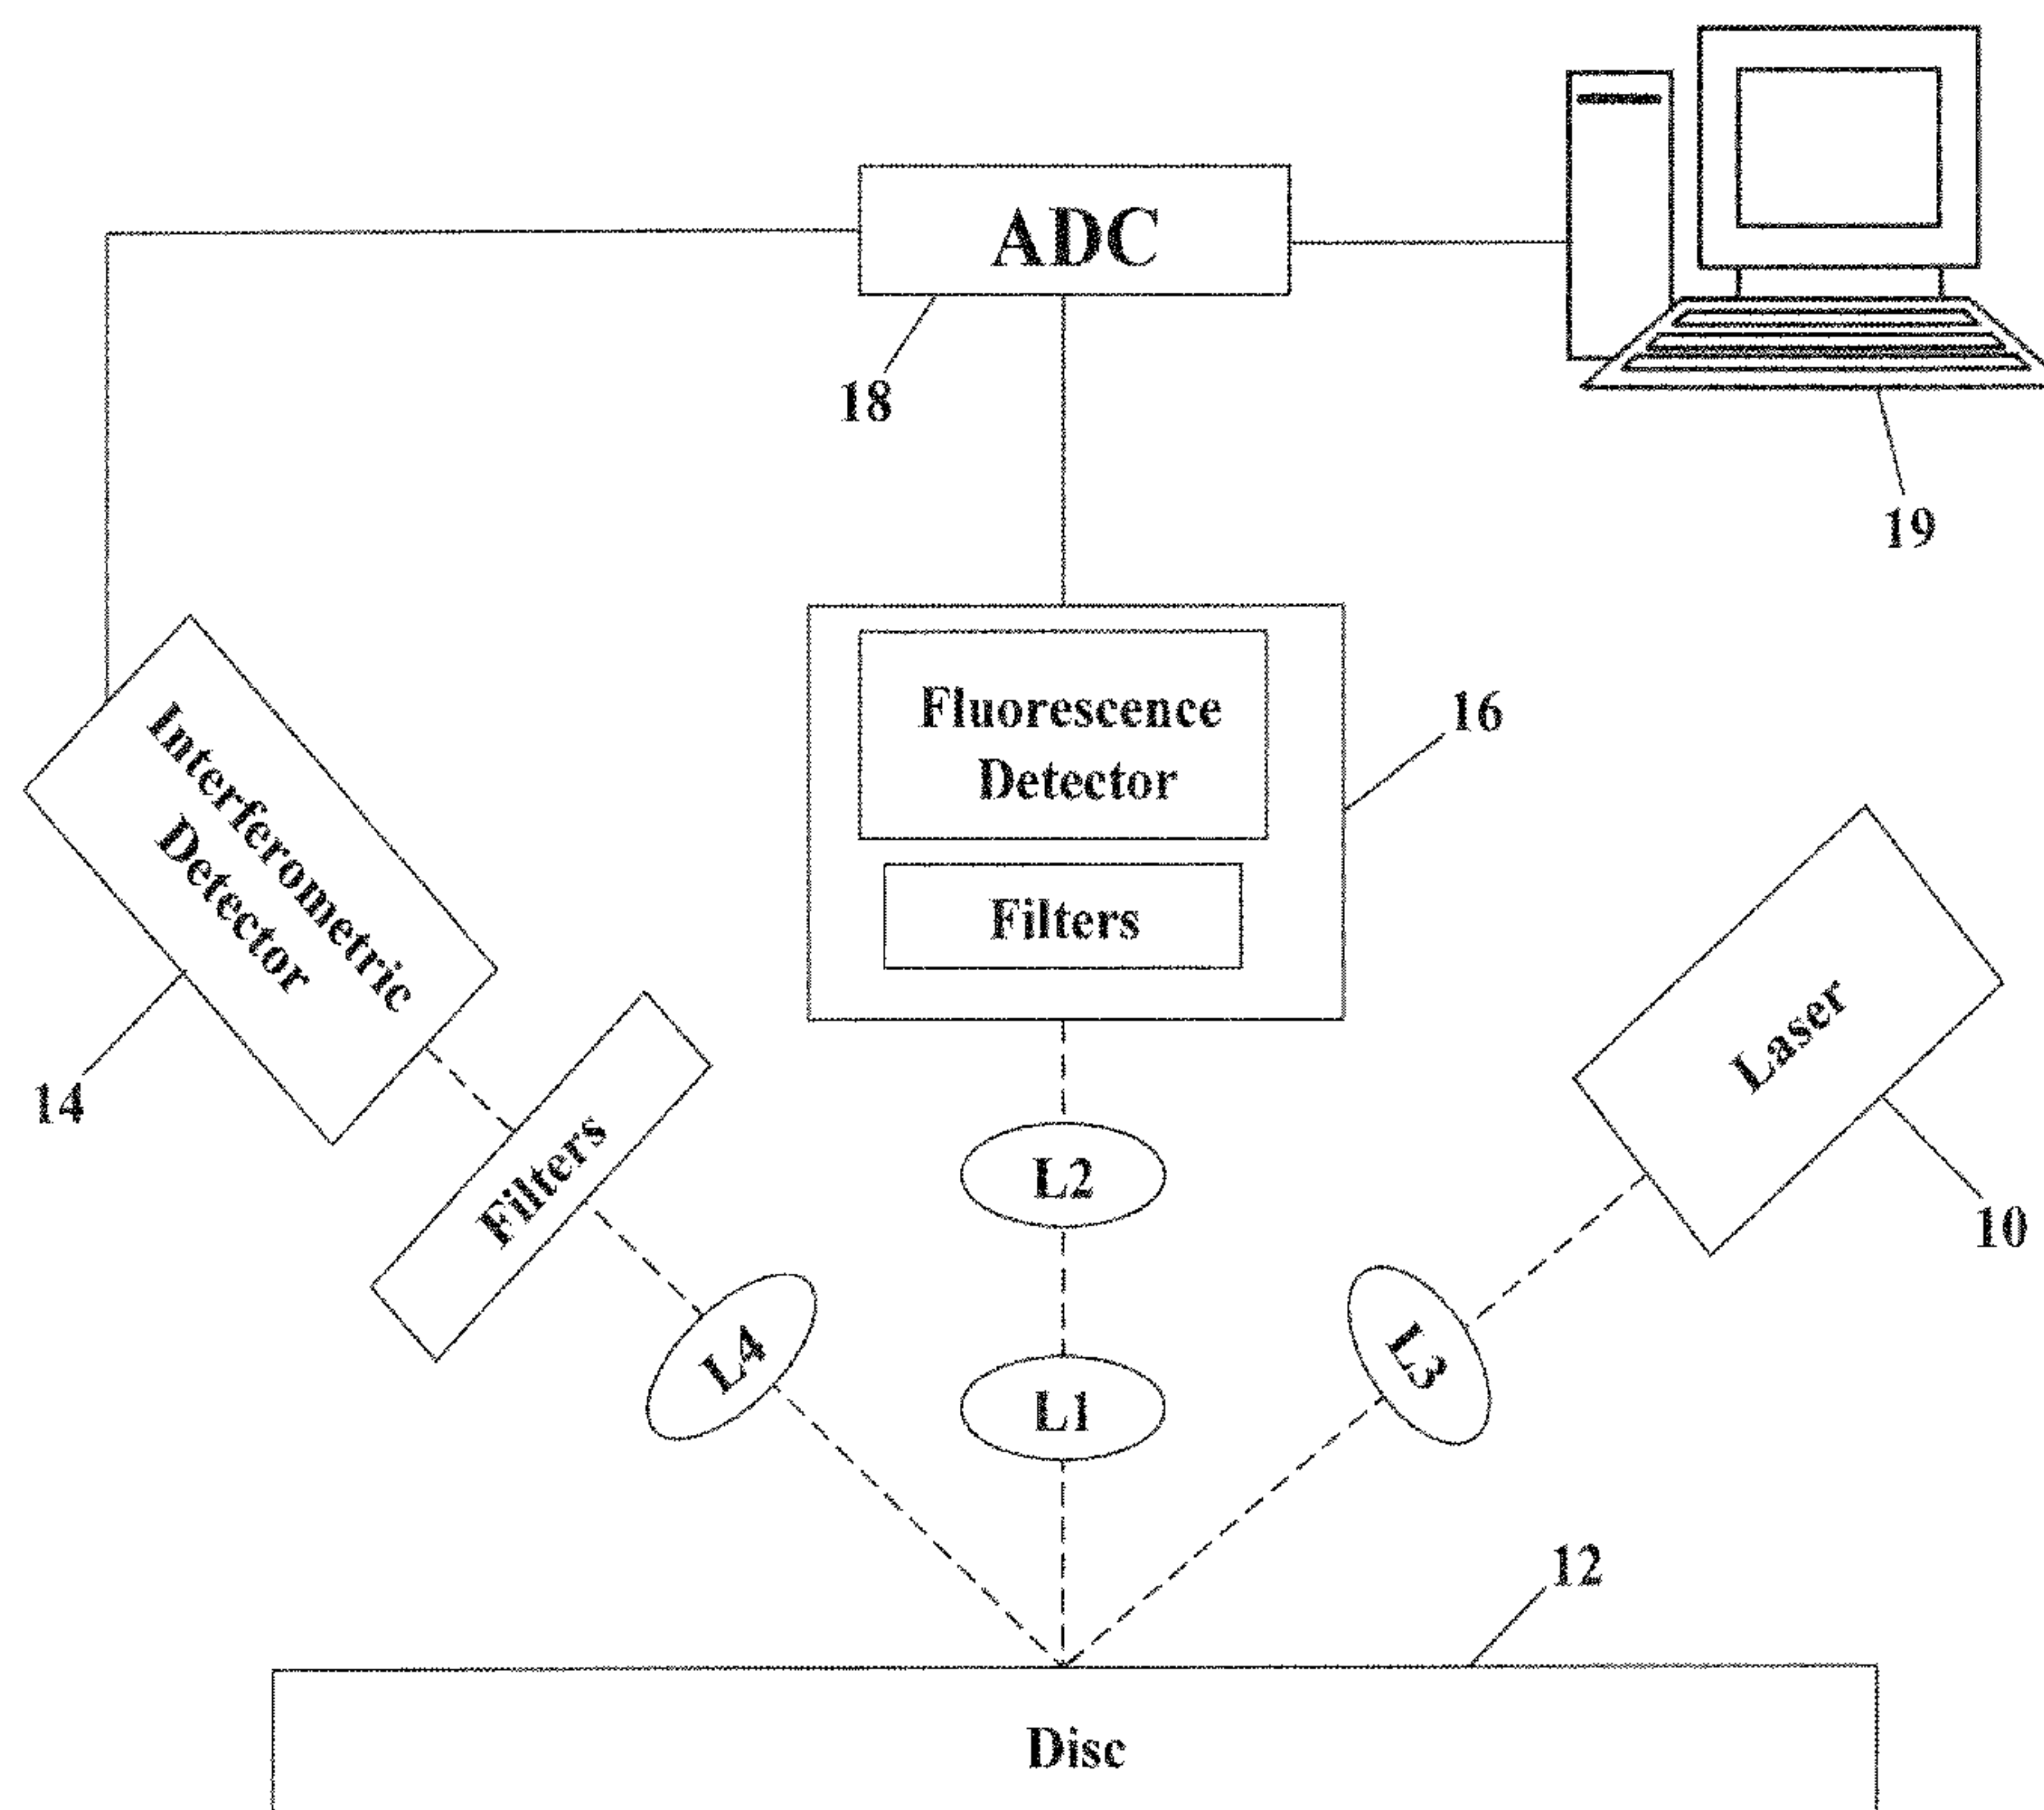 ADC
18
19
Fluorescence
Detector
16
Filters
Interferometric
Detector
14
Filters
Laser
10
L2
L4
L1
L3
12
Disc